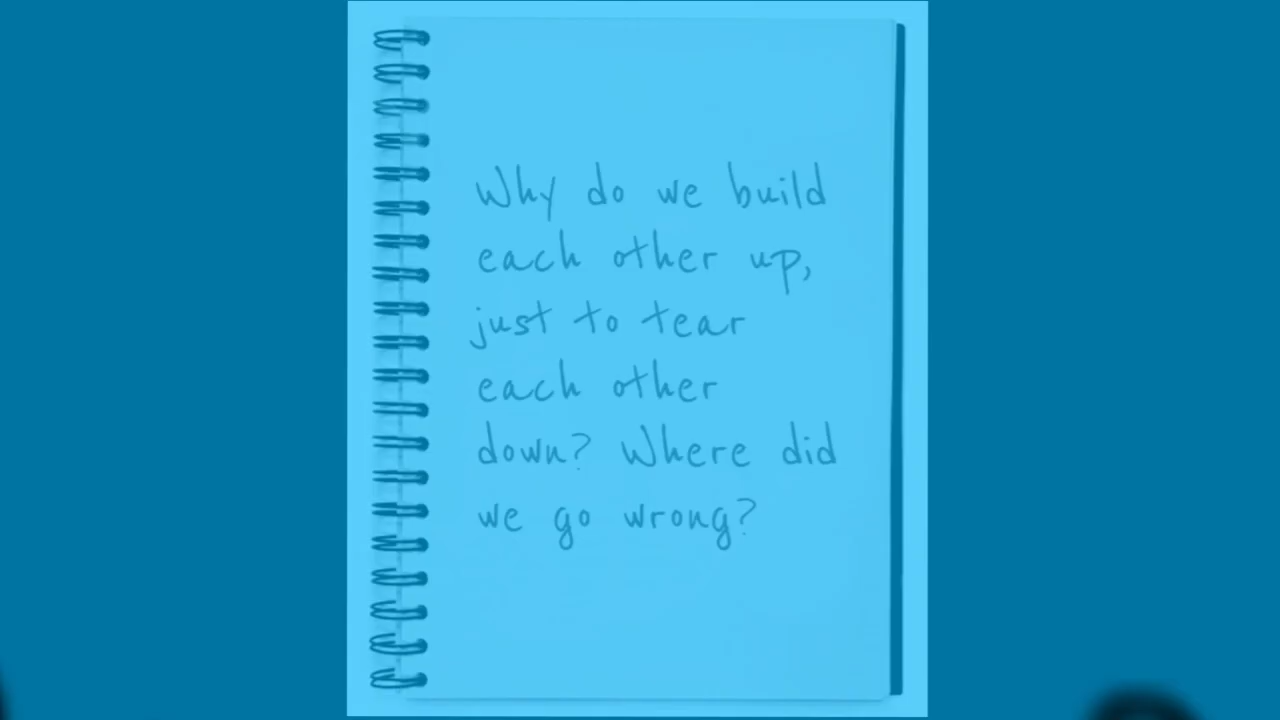 Why do we build
each other up,
just to tear
each other
down? Where did
we go wrong?